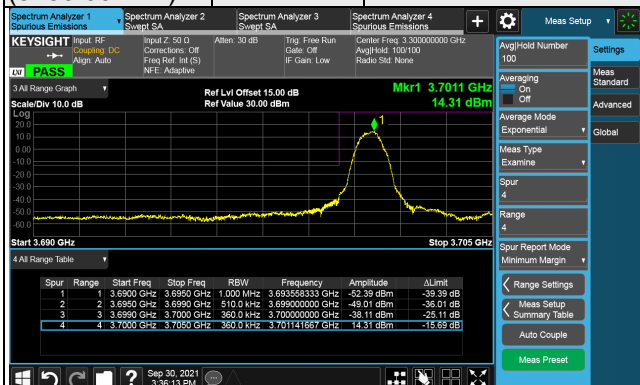 Spectrum Analyzer 1
Spurious Emissions
Spectrum Analyzer 2
Swept SA
Spectrum Analyzer 3
Swept SA
Spectrum Analyzer 4
Spurious Emissions
+
Meas Setup
KEYSIGHT
Input: RF
Coupling: DC
Align: Auto
Input Z: 50 Ω
Corrections: Off
Freq Ref: Int (S)
NFE: Adaptive
Atten: 30 dB
Trig: Free Run
Gate: Off
IF Gain: Low
Center Freq: 3.300000000 GHz
Avg|Hold: 100/100
Radio Std: None
LXI
PASS
3 All Range Graph
Ref Lvl Offset 15.00 dB
Mkr1 3.7011 GHz
Scale/Div 10.0 dB
Ref Value 30.00 dBm
14.31 dBm
Log
20.0
10.0
0.00
-10.0
-20.0
-30.0
-40.0
-50.0
-60.0
1
Start 3.690 GHz
Stop 3.705 GHz
4 All Range Table
Spur Range Start Freq Stop Freq RBW Frequency Amplitude ΔLimit
1 1 3.6900 GHz 3.6950 GHz 1.000 MHz 3.693558333 GHz -52.39 dBm -39.39 dB
2 2 3.6950 GHz 3.6990 GHz 510.0 kHz 3.699000000 GHz -49.01 dBm -36.01 dB
3 3 3.6990 GHz 3.7000 GHz 360.0 kHz 3.700000000 GHz -38.11 dBm -25.11 dB
4 4 3.7000 GHz 3.7050 GHz 360.0 kHz 3.701141667 GHz 14.31 dBm -15.69 dB
Avg|Hold Number
100
Averaging
On
Off
Average Mode
Exponential
Meas Type
Examine
Spur
4
Range
4
Spur Report Mode
Minimum Margin
Range Settings
Meas Setup
Summary Table
Auto Couple
Meas Preset
Settings
Meas
Standard
Advanced
Global
?
Sep 30, 2021
3:36:13 PM